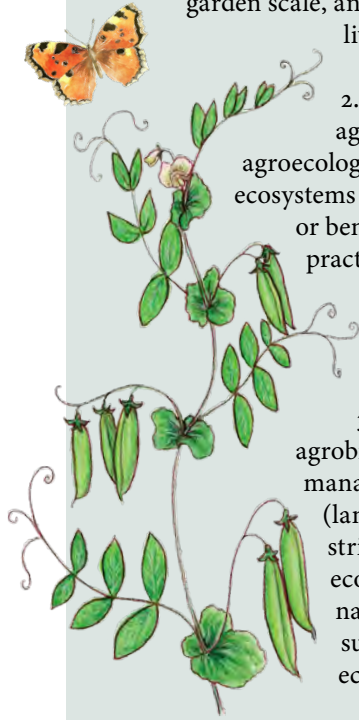 garden scale, an
li
2.
ag
agroecolog
ecosystems
or ben
pract
agrob
mana
(lan
stri
eco
na
su
ec